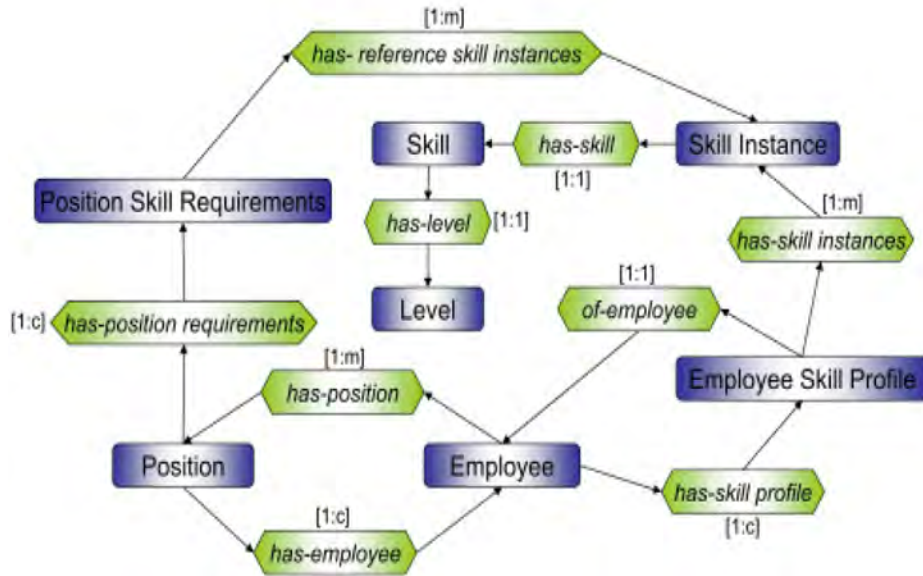 [1:m]
has- reference skill instances
Skill
has-skill
Skill Instance
[1:1]
Position Skill Requirements
has-level
[1:1]
[1:m]
has-skill instances
[1:1]
of-employee
Level
[1:c]
has-position requirements
[1:m]
has-position
Employee Skill Profile
Position
Employee
has-skill profile
[1:c]
[1:c]
has-employee